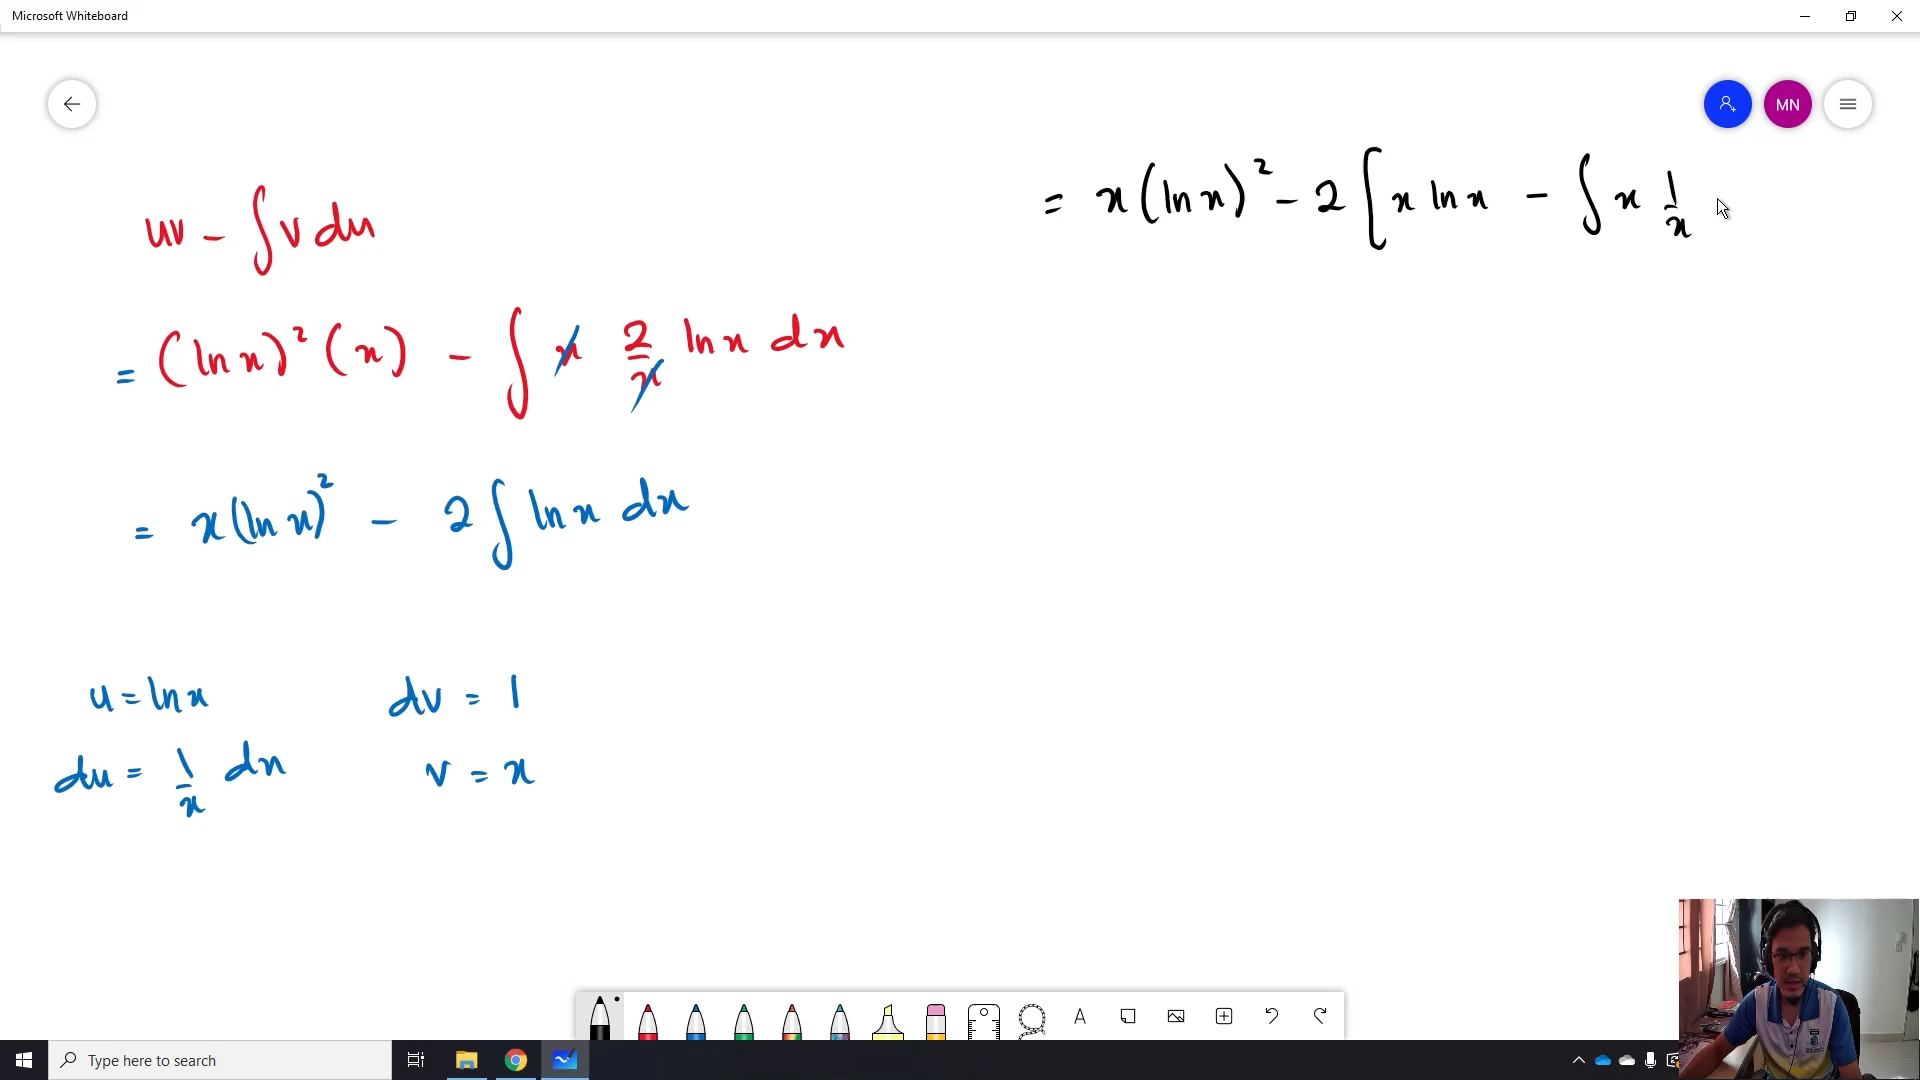 Microsoft Whiteboard
MN
uv - ∫ v du
= (ln x)² (x) - ∫ x 2/x ln x dx
= x(ln x)² - 2 ∫ ln x dx
u = ln x dv = 1
du = 1/x dx v = x
= x(ln x)² - 2 [ x ln x - ∫ x 1/x
A
Type here to search